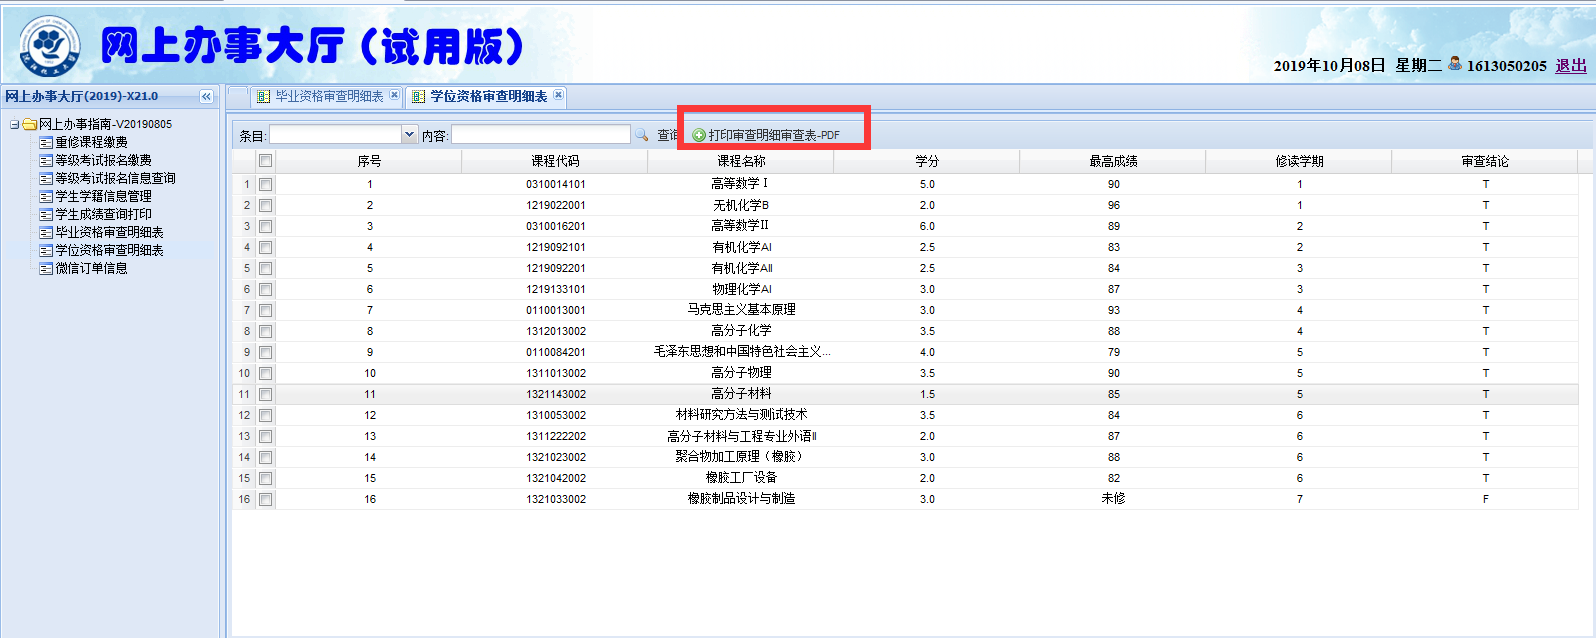 网上办事大厅（试用版）
2019年10月08日 星期二 1613050205 退出
网上办事大厅(2019)-X21.0
网上办事指南-V20190805
重修课程缴费
等级考试报名缴费
等级考试报名信息查询
学生学籍信息管理
学生成绩查询打印
毕业资格审查明细表
学位资格审查明细表
微信订单信息
毕业资格审查明细表 学位资格审查明细表
条目: 内容: 查询 打印审查明细审查表-PDF
序号 课程代码 课程名称 学分 最高成绩 修读学期 审查结论
1 1 0310014101 高等数学Ⅰ 5.0 90 1 T
2 2 1219022001 无机化学B 2.0 96 1 T
3 3 0310016201 高等数学II 6.0 89 2 T
4 4 1219092101 有机化学AI 2.5 83 2 T
5 5 1219092201 有机化学AII 2.5 84 3 T
6 6 1219133101 物理化学AI 3.0 87 3 T
7 7 0110013001 马克思主义基本原理 3.0 93 4 T
8 8 1312013002 高分子化学 3.5 88 4 T
9 9 0110084201 毛泽东思想和中国特色社会主义... 4.0 79 5 T
10 10 1311013002 高分子物理 3.5 90 5 T
11 11 1321143002 高分子材料 1.5 85 5 T
12 12 1310053002 材料研究方法与测试技术 3.5 84 6 T
13 13 1311222202 高分子材料与工程专业外语II 2.0 87 6 T
14 14 1321023002 聚合物加工原理（橡胶） 3.0 88 6 T
15 15 1321042002 橡胶工厂设备 2.0 82 6 T
16 16 1321033002 橡胶制品设计与制造 3.0 未修 7 F